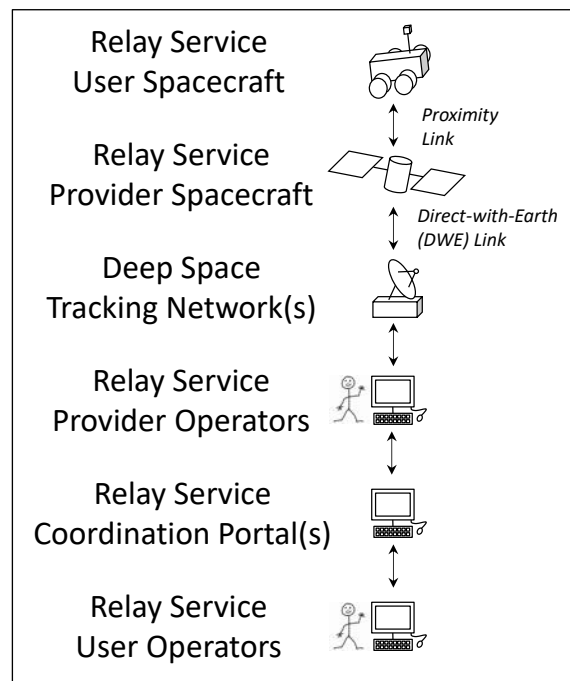 Relay Service
User Spacecraft
Proximity
Link
Relay Service
Provider Spacecraft
Direct-with-Earth
(DWE) Link
Deep Space
Tracking Network(s)
Relay Service
Provider Operators
Relay Service
Coordination Portal(s)
Relay Service
User Operators